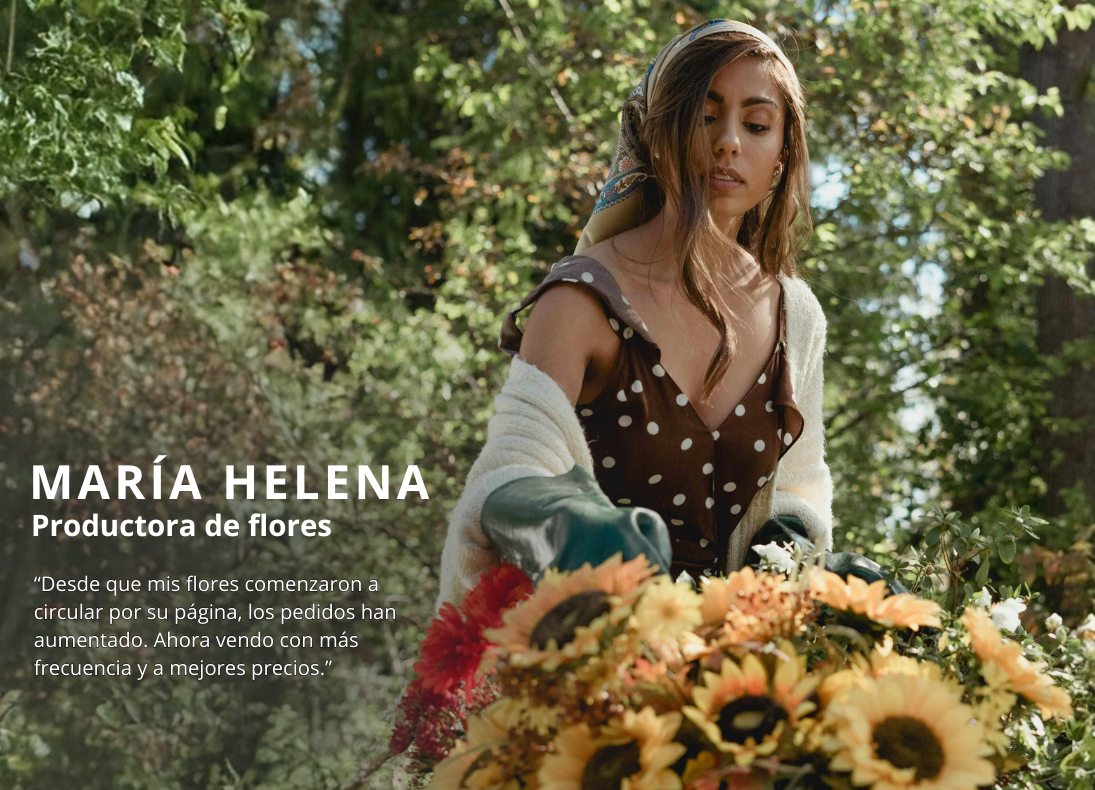 MARÍA HELENA
Productora de flores
“Desde que mis flores comenzaron a
circular por su página, los pedidos han
aumentado. Ahora vendo con más
frecuencia y a mejores precios.”